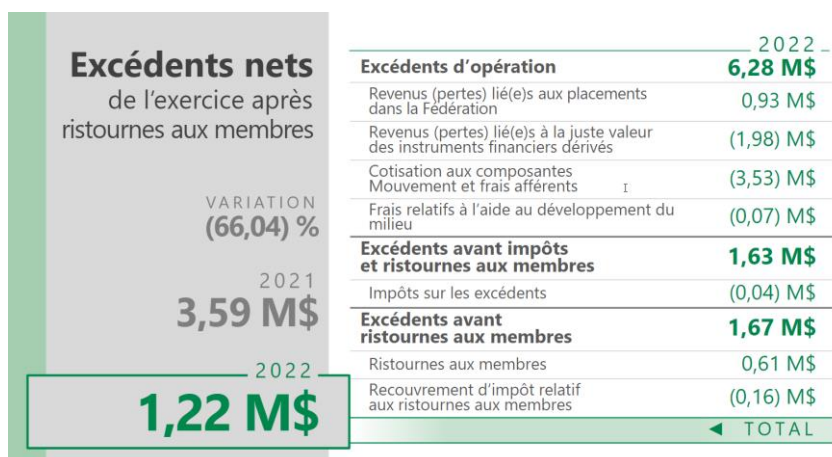 Excédents nets
de l'exercice après
ristournes aux membres
VARIATION
(66,04) %
2021
3,59 M$
2022
1,22 M$
2022
Excédents d'opération 6,28 M$
Revenus (pertes) lié(e)s aux placements
dans la Fédération 0,93 M$
Revenus (pertes) lié(e)s à la juste valeur
des instruments financiers dérivés (1,98) M$
Cotisation aux composantes
Mouvement et frais afférents (3,53) M$
Frais relatifs à l'aide au développement du
milieu (0,07) M$
Excédents avant impôts
et ristournes aux membres 1,63 M$
Impôts sur les excédents (0,04) M$
Excédents avant
ristournes aux membres 1,67 M$
Ristournes aux membres 0,61 M$
Recouvrement d'impôt relatif
aux ristournes aux membres (0,16) M$
◄ TOTAL